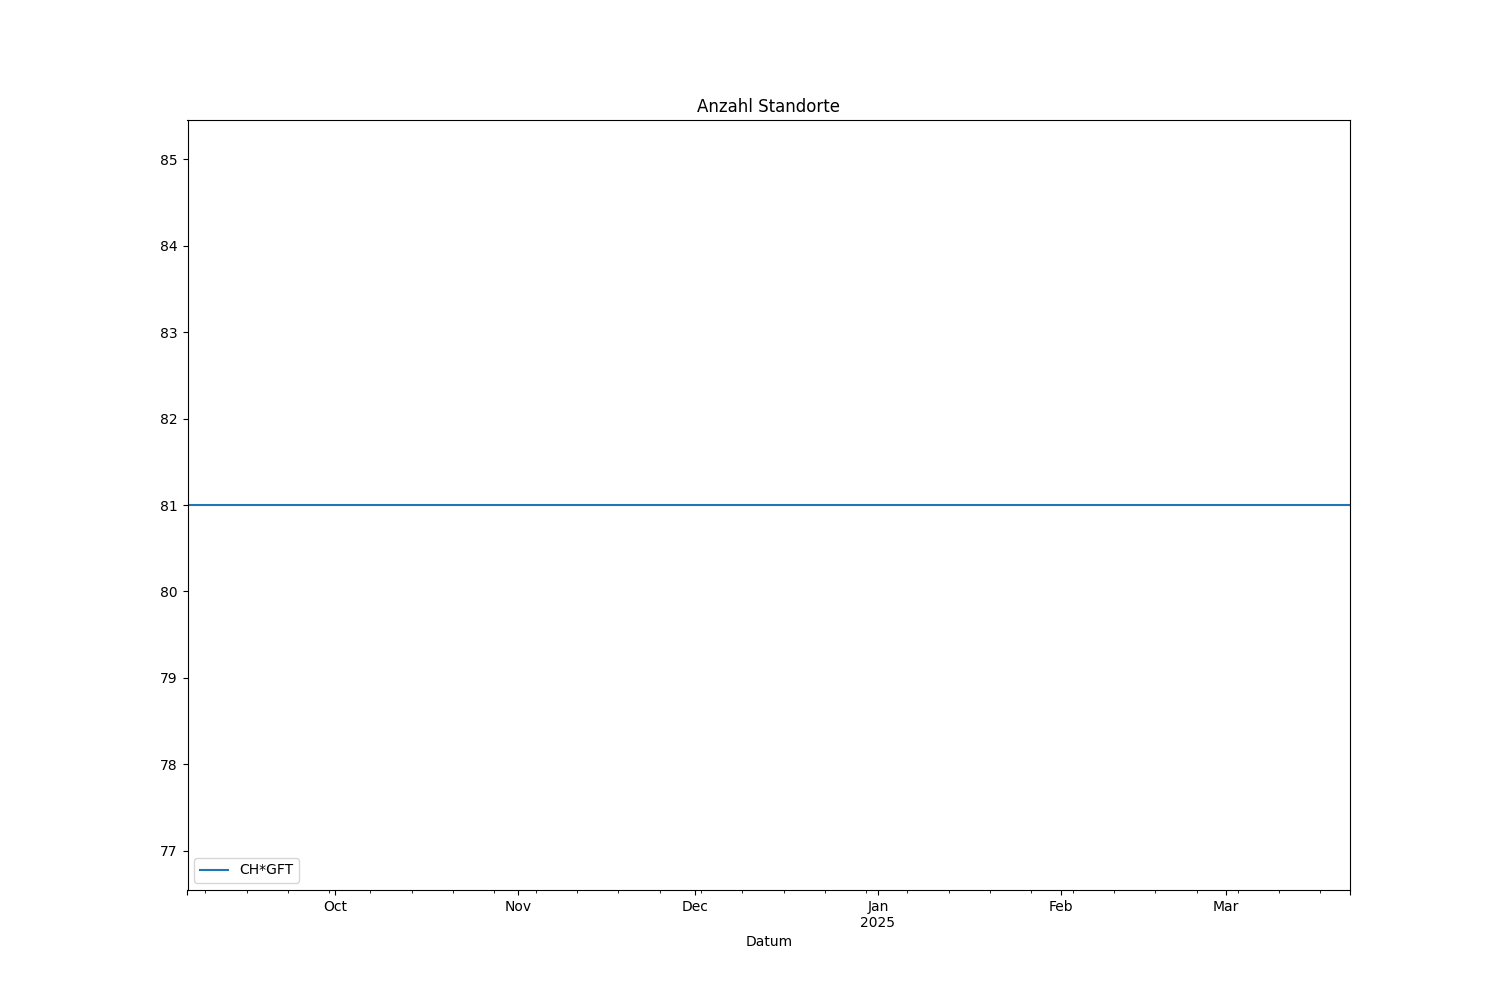 Anzahl Standorte
85
84
83
82
81
80
79
78
77
CH*GFT
Oct
Nov
Dec
Jan
2025
Feb
Mar
Datum